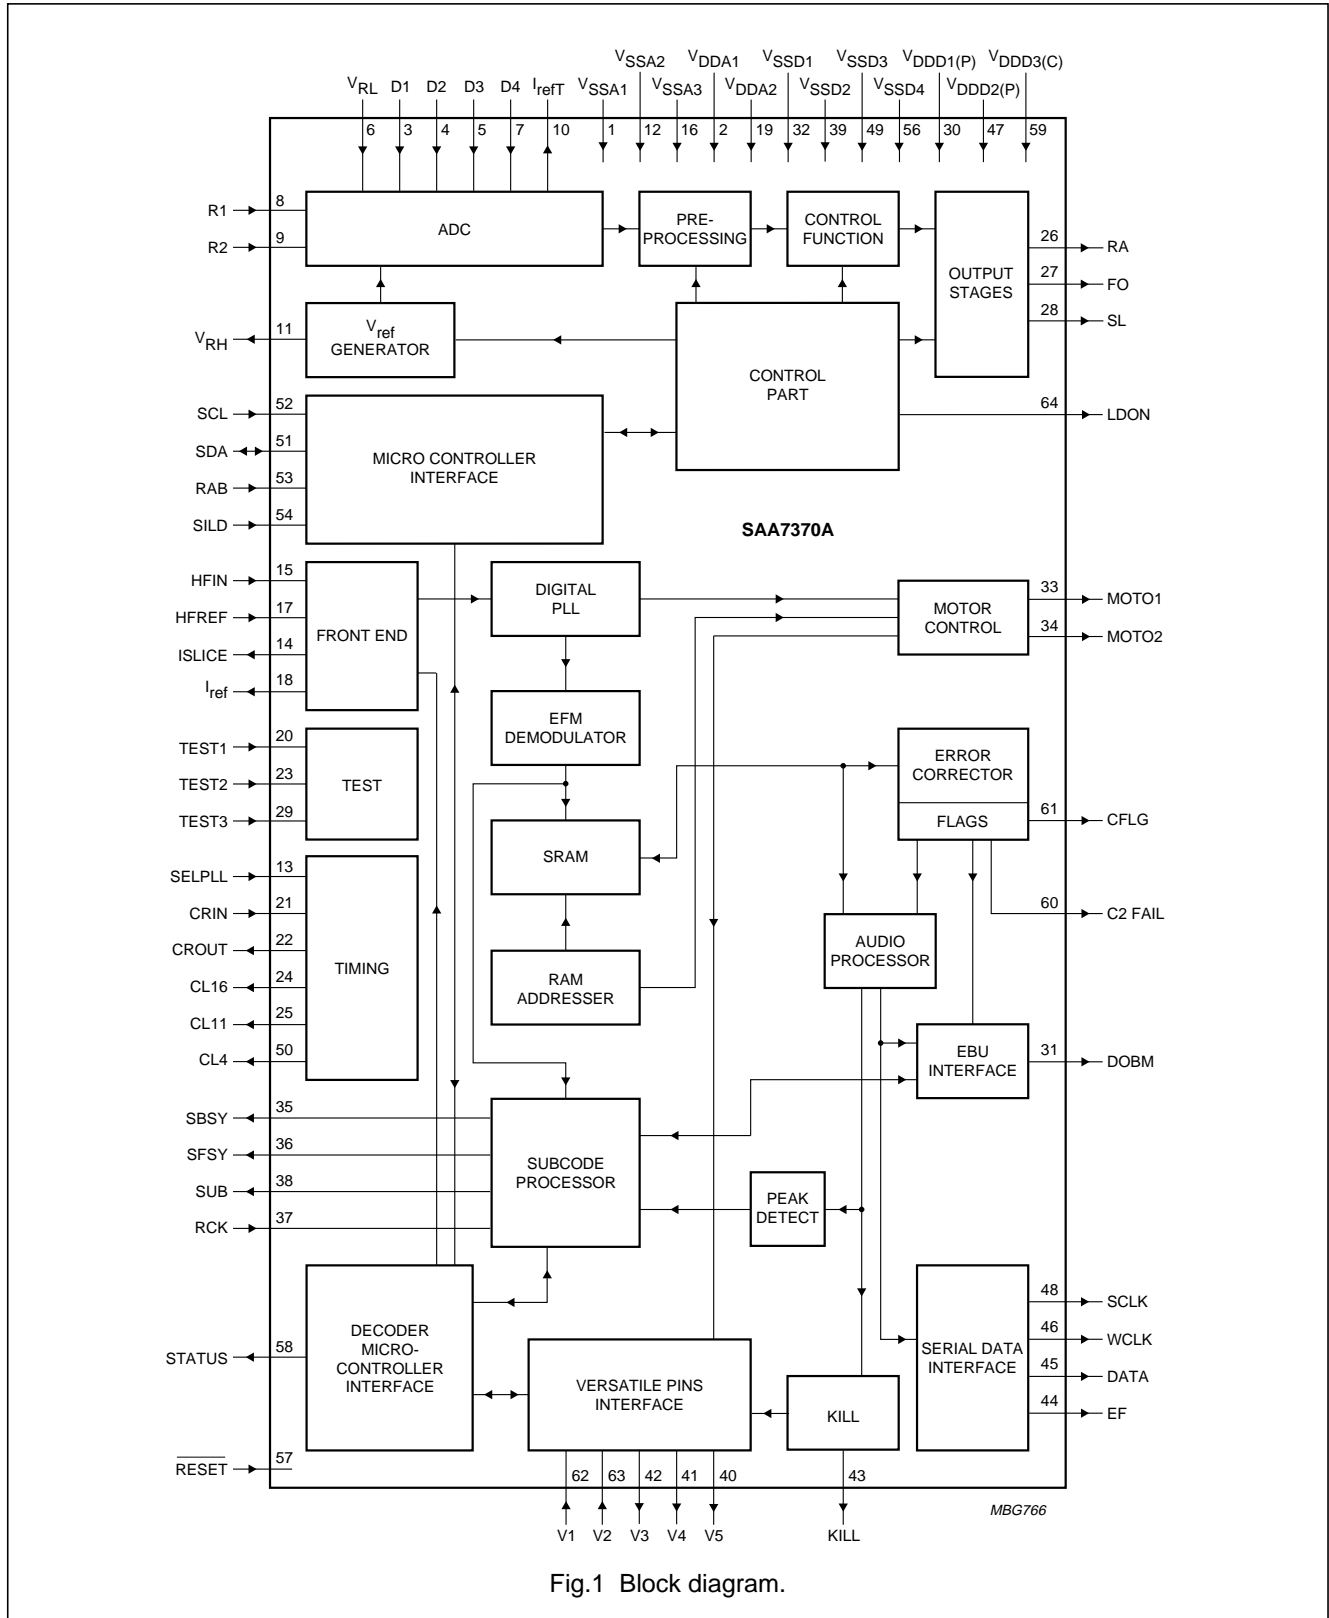 VSSA2 VDDA1 VSSD1 VSSD3 VDDD1(P) VDDD3(C)
VRL D1 D2 D3 D4 IrefT VSSA1 VSSA3 VDDA2 VSSD2 VSSD4 VDDD2(P)
6 3 4 5 7 10 1 12 16 2 19 32 39 49 56 30 47 59
R1 8
R2 9
ADC
PRE-
PROCESSING
CONTROL
FUNCTION
OUTPUT
STAGES
26 RA
27 FO
28 SL
VRH 11
Vref
GENERATOR
CONTROL
PART
64 LDON
SCL 52
SDA 51
RAB 53
SILD 54
MICRO CONTROLLER
INTERFACE
SAA7370A
HFIN 15
HFREF 17
ISLICE 14
Iref 18
FRONT END
DIGITAL
PLL
MOTOR
CONTROL
33 MOTO1
34 MOTO2
EFM
DEMODULATOR
TEST1 20
TEST2 23
TEST3 29
TEST
ERROR
CORRECTOR
FLAGS
61 CFLG
SRAM
60 C2 FAIL
SELPLL 13
CRIN 21
CROUT 22
CL16 24
CL11 25
CL4 50
TIMING
RAM
ADDRESSER
AUDIO
PROCESSOR
EBU
INTERFACE
31 DOBM
SBSY 35
SFSY 36
SUB 38
RCK 37
SUBCODE
PROCESSOR
PEAK
DETECT
DECODER
MICRO-
CONTROLLER
INTERFACE
STATUS 58
VERSATILE PINS
INTERFACE
KILL
SERIAL DATA
INTERFACE
48 SCLK
46 WCLK
45 DATA
44 EF
RESET 57
62 63 42 41 40 43
V1 V2 V3 V4 V5 KILL
MBG766
Fig.1 Block diagram.